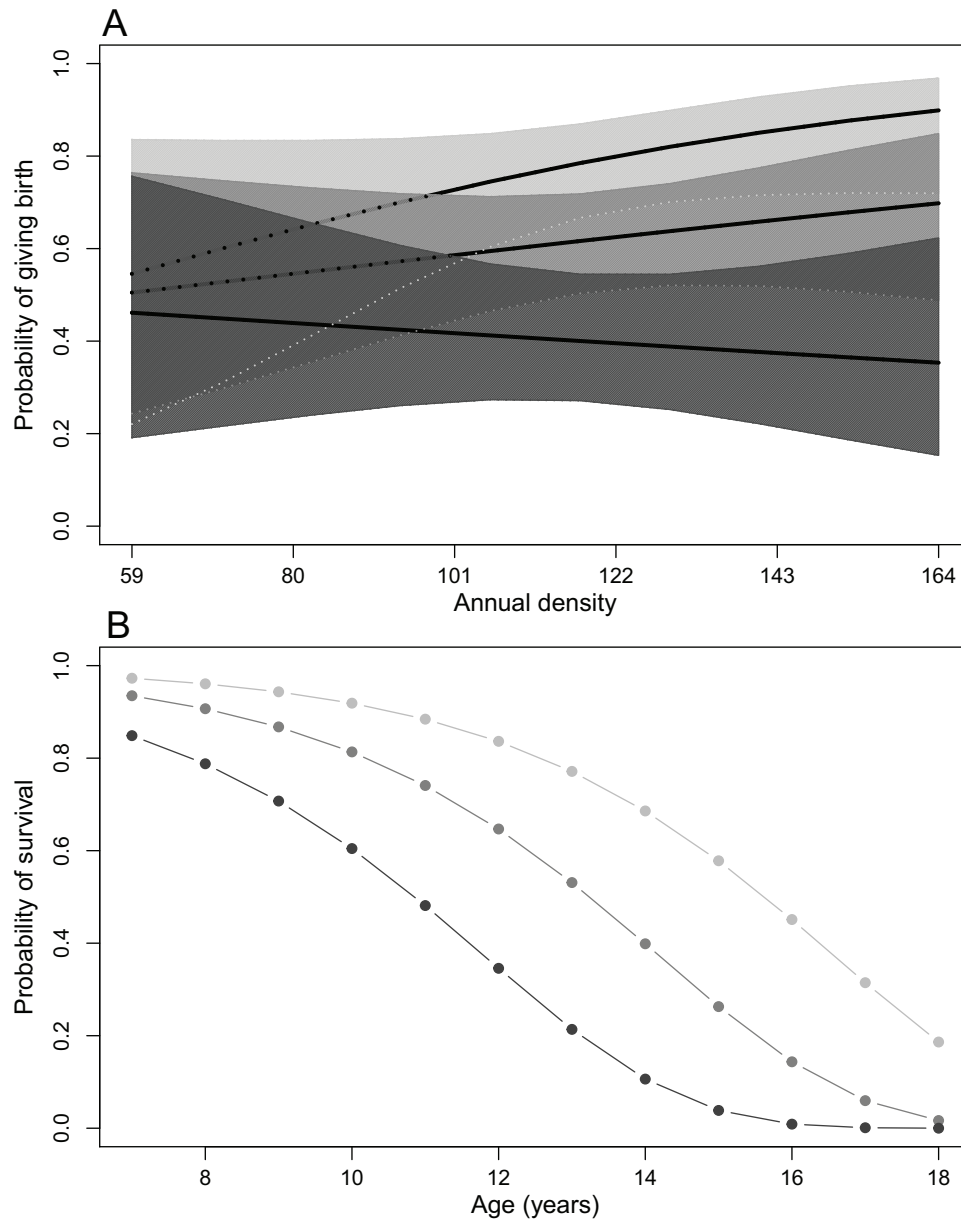 A
Probability of giving birth
1.0
0.8
0.6
0.4
0.2
0.0
59 80 101 122 143 164
Annual density
B
Probability of survival
1.0
0.8
0.6
0.4
0.2
0.0
8 10 12 14 16 18
Age (years)